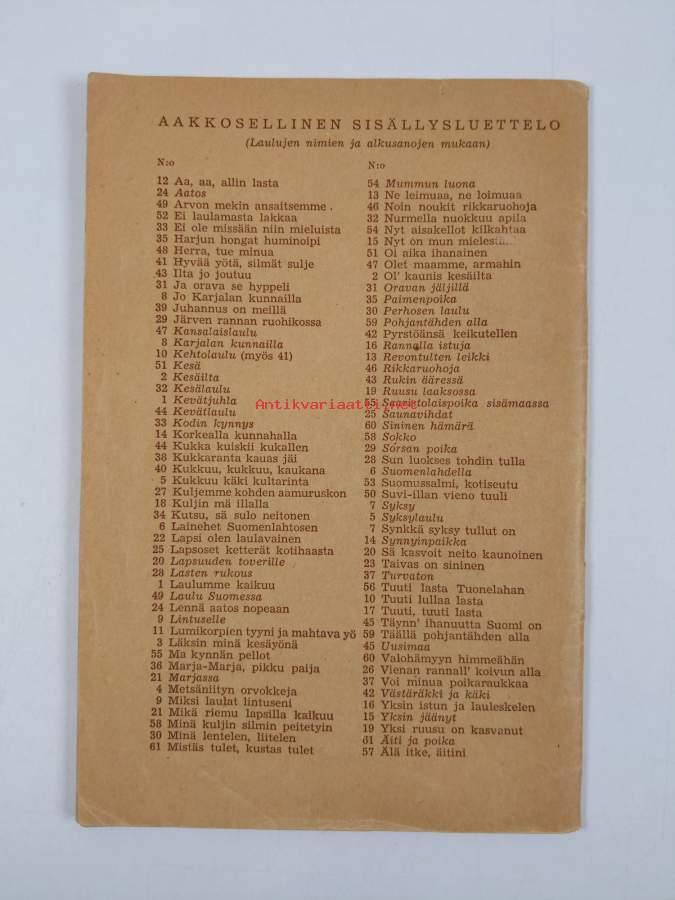 AAKKOSELLINEN SISÄLLYSLUETTELO
(Laulujen nimien ja alkusanojen mukaan)
N:o
12 Aa, aa, allin lasta
24 Aatos
49 Arvon mekin ansaitsemme
52 Ei laulamasta lakkaa
33 Ei ole missään niin mieluista
35 Harjun hongat huminoipi
48 Herra, tue minua
41 Hyvää yötä, silmät sulje
43 Ilta jo joutuu
31 Ja orava se hyppeli
8 Jo Karjalan kunnailla
39 Juhannus on meillä
29 Järven rannan ruohikossa
47 Kansalaislaulu
8 Karjalan kunnailla
10 Kehtolaulu (myös 41)
51 Kesä
2 Kesäilta
32 Kesälaulu
1 Kevätjuhla
44 Kevätlaulu
33 Kodin kynnys
14 Korkealla kunnahalla
44 Kukka kuiskii kukallen
38 Kukkaranta kauas jäi
40 Kukkuu, kukkuu, kaukana
5 Kukkuu käki kultarinta
27 Kuljemme kohden aamuruskon
18 Kuljin mä illalla
34 Kutsu, sä sulo neitonen
6 Lainehet Suomenlahtosen
22 Lapsi olen laulavainen
25 Lapsoset ketterät kotihaasta
20 Lapsuuden toverille
28 Lasten rukous
1 Laulumme kaikuu
49 Laulu Suomessa
24 Lennä aatos nopeaan
9 Lintuselle
11 Lumikorpien tyyni ja mahtava yö
3 Läksin minä kesäyönä
55 Ma kynnän pellot
36 Marja-Marja, pikku paija
21 Marjassa
4 Metsäniityn orvokkeja
9 Miksi laulat lintuseni
21 Mikä riemu lapsilla kaikuu
58 Minä kuljin silmin peitetyin
30 Minä lentelen, liitelen
61 Mistäs tulet, kustas tulet
N:o
54 Mummun luona
13 Ne leimuaa, ne loimuaa
46 Noin noukit rikkaruohoja
32 Nurmella nuokkuu apila
54 Nyt aisakellot kilkahtaa
15 Nyt on mun
51 Oi aika ihanainen
47 Olet maamme, armahin
2 Ol' kaunis kesäilta
31 Oravan jäljillä
35 Paimenpoika
30 Perhosen laulu
59 Pohjantähden alla
42 Pyrstöänsä keikutellen
16 Rannalla istuja
13 Revontulten leikki
46 Rikkaruohoja
43 Rukin ääressä
19 Ruusu laaksossa
55 Saaristolaispoika sisämaassa
25 Saunavihdat
60 Sininen hämärä
58 Sokko
29 Sorsan poika
28 Sun luokses tohdin tulla
6 Suomenlahdella
53 Suomussalmi, kotiseutu
50 Suvi-illan vieno tuuli
7 Syksy
5 Syksylaulu
7 Synkkä syksy tullut on
14 Synnyinpaikka
20 Sä kasvoit neito kaunoinen
23 Taivas on sininen
37 Turvaton
56 Tuuti lasta Tuonelahan
10 Tuuti lullaa lasta
17 Tuuti, tuuti lasta
45 Täynn' ihanuutta Suomi on
59 Täällä pohjantähden alla
45 Uusimaa
60 Valohämyyn himmeähän
26 Vienan rannall' koivun alla
37 Voi minua poikaraukkaa
42 Västäräkki ja käki
16 Yksin istun ja lauleskelen
15 Yksin jäänyt
19 Yksi ruusu on kasvanut
61 Äiti ja poika
57 Älä itke, äitini
Antikvariaatti.net